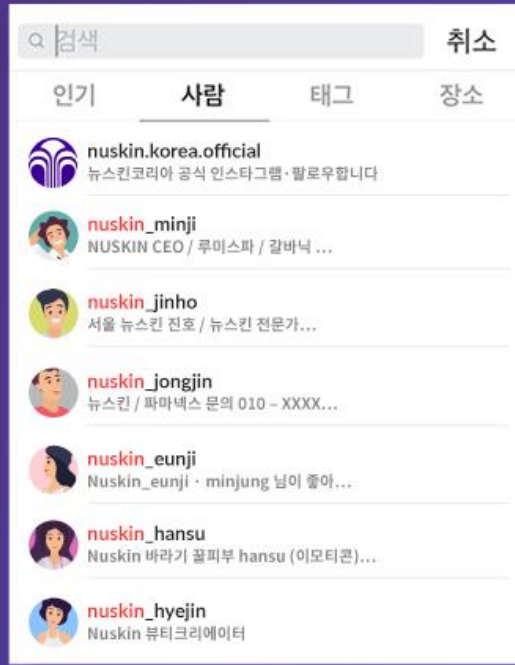 검색 취소
인기 사람 태그 장소
nuskin.korea.official
뉴스킨코리아 공식 인스타그램·팔로우합니다
nuskin_minji
NUSKIN CEO / 루미스파 / 갈바닉 ...
nuskin_jinho
서울 뉴스킨 진호 / 뉴스킨 전문가...
nuskin_jongjin
뉴스킨 / 파마넥스 문의 010 – XXXX...
nuskin_eunji
Nuskin_eunji · minjung 님이 좋아...
nuskin_hansu
Nuskin 바라기 꿀피부 hansu (이모티콘)...
nuskin_hyejin
Nuskin 뷰티크리에이터